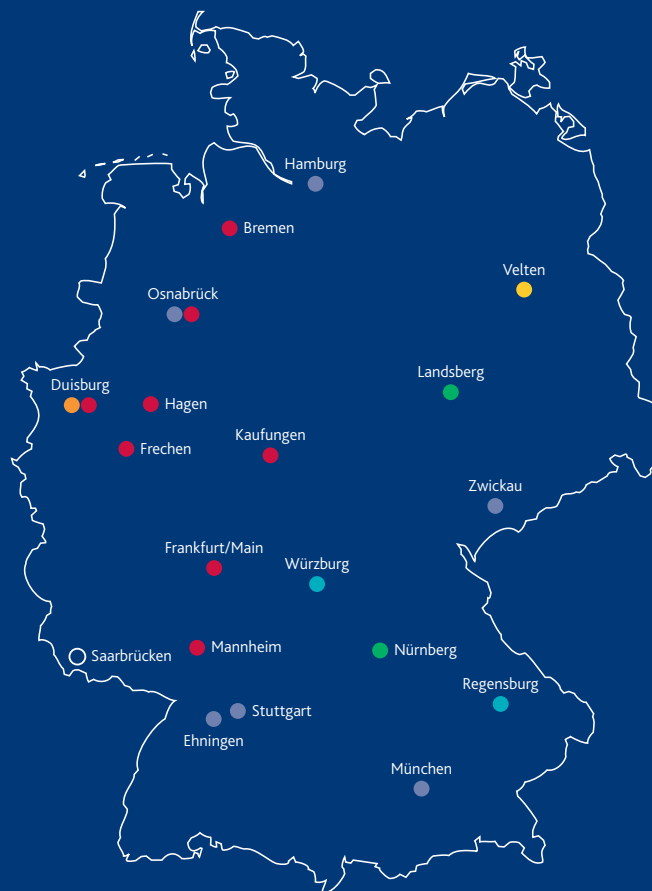 Hamburg
Bremen
Velten
Osnabrück
Landsberg
Duisburg
Hagen
Kaufungen
Frechen
Zwickau
Frankfurt/Main
Würzburg
Mannheim
Nürnberg
Saarbrücken
Regensburg
Stuttgart
Ehningen
München